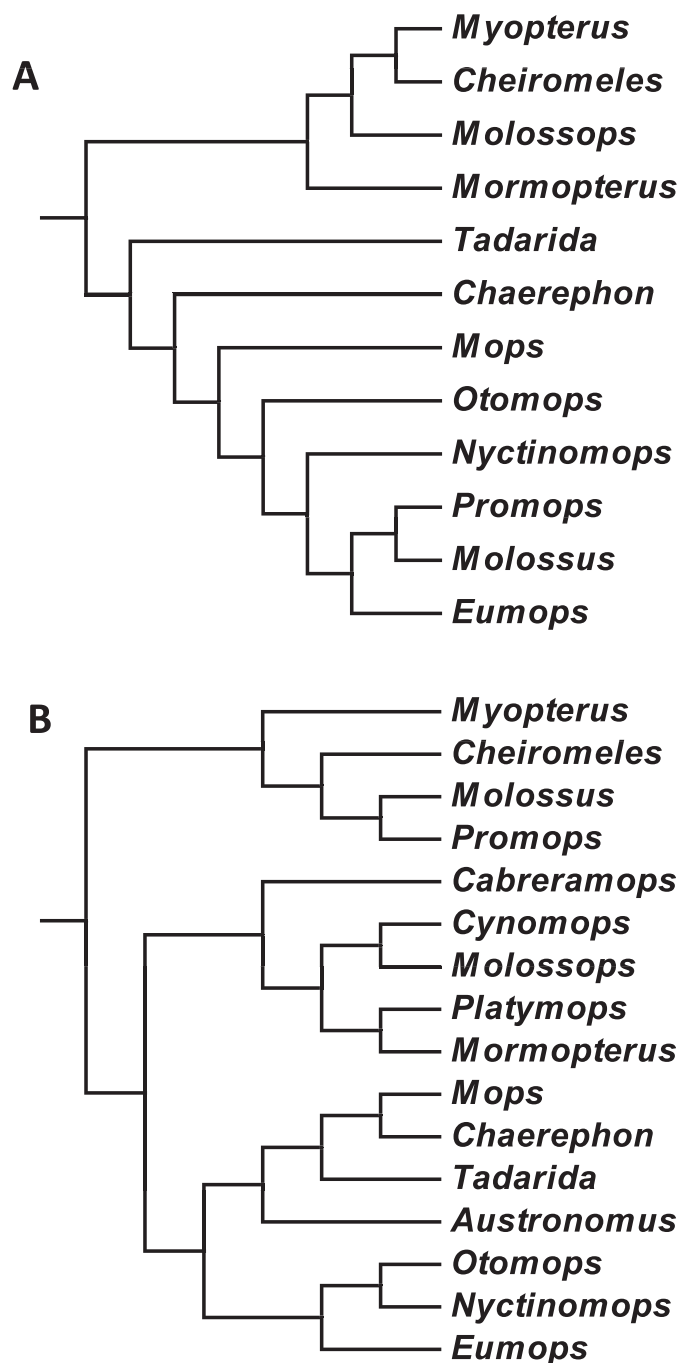 Myopterus
A
Cheiromeles
Molossops
Mormopterus
Tadarida
Chaerephon
Mops
Otomops
Nyctinomops
Promops
Molossus
Eumops
B
Myopterus
Cheiromeles
Molossus
Promops
Cabreramops
Cynomops
Molossops
Platymops
Mormopterus
Mops
Chaerephon
Tadarida
Austronomus
Otomops
Nyctinomops
Eumops